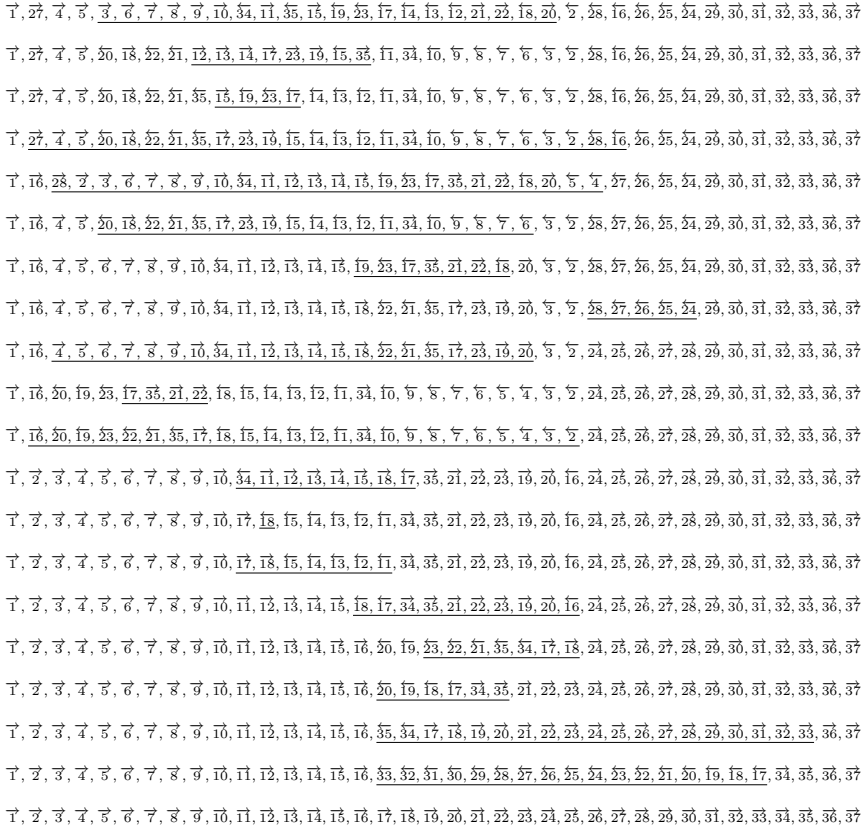 1, 27, 4, 5, 3, 6, 7, 8, 9, 10, 34, 11, 35, 15, 19, 23, 17, 14, 13, 12, 21, 22, 18, 20, 2, 28, 16, 26, 25, 24, 29, 30, 31, 32, 33, 36, 37
1, 27, 4, 5, 20, 18, 22, 21, 12, 13, 14, 17, 23, 19, 15, 35, 11, 34, 10, 9, 8, 7, 6, 3, 2, 28, 16, 26, 25, 24, 29, 30, 31, 32, 33, 36, 37
1, 27, 4, 5, 20, 18, 22, 21, 35, 15, 19, 23, 17, 14, 13, 12, 11, 34, 10, 9, 8, 7, 6, 3, 2, 28, 16, 26, 25, 24, 29, 30, 31, 32, 33, 36, 37
1, 27, 4, 5, 20, 18, 22, 21, 35, 17, 23, 19, 15, 14, 13, 12, 11, 34, 10, 9, 8, 7, 6, 3, 2, 28, 16, 26, 25, 24, 29, 30, 31, 32, 33, 36, 37
1, 16, 28, 2, 3, 6, 7, 8, 9, 10, 34, 11, 12, 13, 14, 15, 19, 23, 17, 35, 21, 22, 18, 20, 5, 4, 27, 26, 25, 24, 29, 30, 31, 32, 33, 36, 37
1, 16, 4, 5, 20, 18, 22, 21, 35, 17, 23, 19, 15, 14, 13, 12, 11, 34, 10, 9, 8, 7, 6, 3, 2, 28, 27, 26, 25, 24, 29, 30, 31, 32, 33, 36, 37
1, 16, 4, 5, 6, 7, 8, 9, 10, 34, 11, 12, 13, 14, 15, 19, 23, 17, 35, 21, 22, 18, 20, 3, 2, 28, 27, 26, 25, 24, 29, 30, 31, 32, 33, 36, 37
1, 16, 4, 5, 6, 7, 8, 9, 10, 34, 11, 12, 13, 14, 15, 18, 22, 21, 35, 17, 23, 19, 20, 3, 2, 28, 27, 26, 25, 24, 29, 30, 31, 32, 33, 36, 37
1, 16, 4, 5, 6, 7, 8, 9, 10, 34, 11, 12, 13, 14, 15, 18, 22, 21, 35, 17, 23, 19, 20, 3, 2, 24, 25, 26, 27, 28, 29, 30, 31, 32, 33, 36, 37
1, 16, 20, 19, 23, 17, 35, 21, 22, 18, 15, 14, 13, 12, 11, 34, 10, 9, 8, 7, 6, 5, 4, 3, 2, 24, 25, 26, 27, 28, 29, 30, 31, 32, 33, 36, 37
1, 16, 20, 19, 23, 22, 21, 35, 17, 18, 15, 14, 13, 12, 11, 34, 10, 9, 8, 7, 6, 5, 4, 3, 2, 24, 25, 26, 27, 28, 29, 30, 31, 32, 33, 36, 37
1, 2, 3, 4, 5, 6, 7, 8, 9, 10, 34, 11, 12, 13, 14, 15, 18, 17, 35, 21, 22, 23, 19, 20, 16, 24, 25, 26, 27, 28, 29, 30, 31, 32, 33, 36, 37
1, 2, 3, 4, 5, 6, 7, 8, 9, 10, 17, 18, 15, 14, 13, 12, 11, 34, 35, 21, 22, 23, 19, 20, 16, 24, 25, 26, 27, 28, 29, 30, 31, 32, 33, 36, 37
1, 2, 3, 4, 5, 6, 7, 8, 9, 10, 17, 18, 15, 14, 13, 12, 11, 34, 35, 21, 22, 23, 19, 20, 16, 24, 25, 26, 27, 28, 29, 30, 31, 32, 33, 36, 37
1, 2, 3, 4, 5, 6, 7, 8, 9, 10, 11, 12, 13, 14, 15, 18, 17, 34, 35, 21, 22, 23, 19, 20, 16, 24, 25, 26, 27, 28, 29, 30, 31, 32, 33, 36, 37
1, 2, 3, 4, 5, 6, 7, 8, 9, 10, 11, 12, 13, 14, 15, 16, 20, 19, 23, 22, 21, 35, 34, 17, 18, 24, 25, 26, 27, 28, 29, 30, 31, 32, 33, 36, 37
1, 2, 3, 4, 5, 6, 7, 8, 9, 10, 11, 12, 13, 14, 15, 16, 20, 19, 18, 17, 34, 35, 21, 22, 23, 24, 25, 26, 27, 28, 29, 30, 31, 32, 33, 36, 37
1, 2, 3, 4, 5, 6, 7, 8, 9, 10, 11, 12, 13, 14, 15, 16, 35, 34, 17, 18, 19, 20, 21, 22, 23, 24, 25, 26, 27, 28, 29, 30, 31, 32, 33, 36, 37
1, 2, 3, 4, 5, 6, 7, 8, 9, 10, 11, 12, 13, 14, 15, 16, 33, 32, 31, 30, 29, 28, 27, 26, 25, 24, 23, 22, 21, 20, 19, 18, 17, 34, 35, 36, 37
1, 2, 3, 4, 5, 6, 7, 8, 9, 10, 11, 12, 13, 14, 15, 16, 17, 18, 19, 20, 21, 22, 23, 24, 25, 26, 27, 28, 29, 30, 31, 32, 33, 34, 35, 36, 37